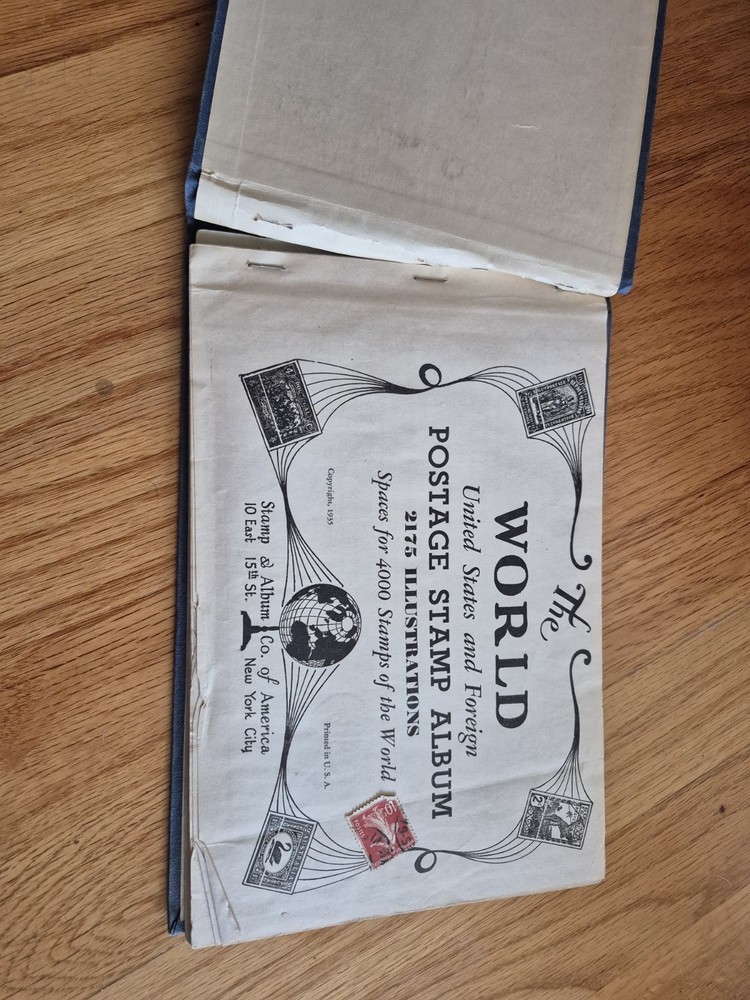 The
WORLD
United States and Foreign
POSTAGE STAMP ALBUM
2175 ILLUSTRATIONS
Spaces for 4000 Stamps of the World
Copyright, 1935
Printed in U. S. A.
Stamp & Album Co. of America
10 East 15th St. New York City